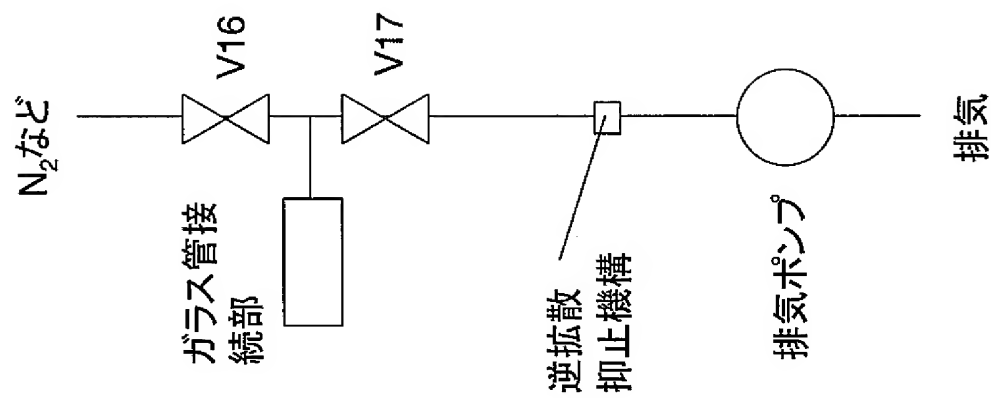 N₂など
V16
V17
ガラス管接
続部
逆拡散
抑止機構
排気ポンプ
排気